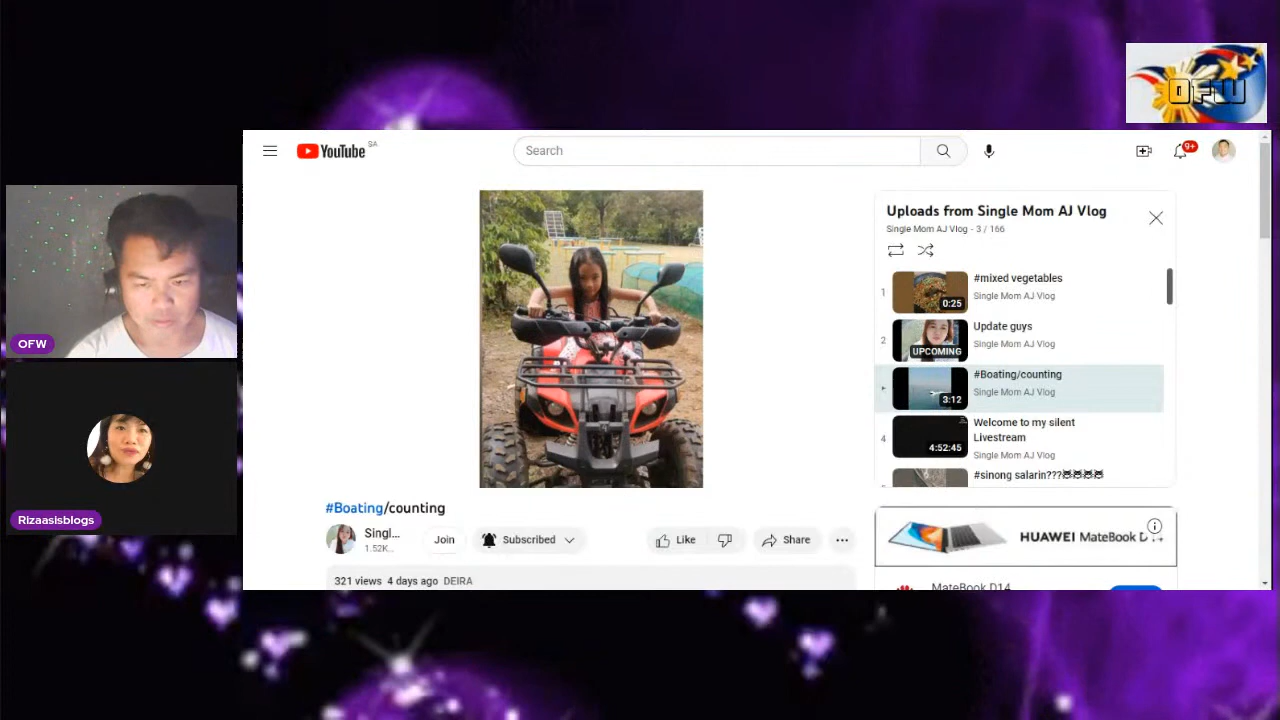 OFW
YouTube SA
Search
9+
Uploads from Single Mom AJ Vlog
Single Mom AJ Vlog - 3 / 166
1
0:25
#mixed vegetables
Single Mom AJ Vlog
2
UPCOMING
Update guys
Single Mom AJ Vlog
3:12
#Boating/counting
Single Mom AJ Vlog
4
4:52:45
Welcome to my silent
Livestream
Single Mom AJ Vlog
#sinong salarin???
OFW
Rizaasisblogs
#Boating/counting
Singl...
1.52K...
Join
Subscribed
Like
Share
321 views 4 days ago DEIRA
HUAWEI MateBook D
MateBook D14